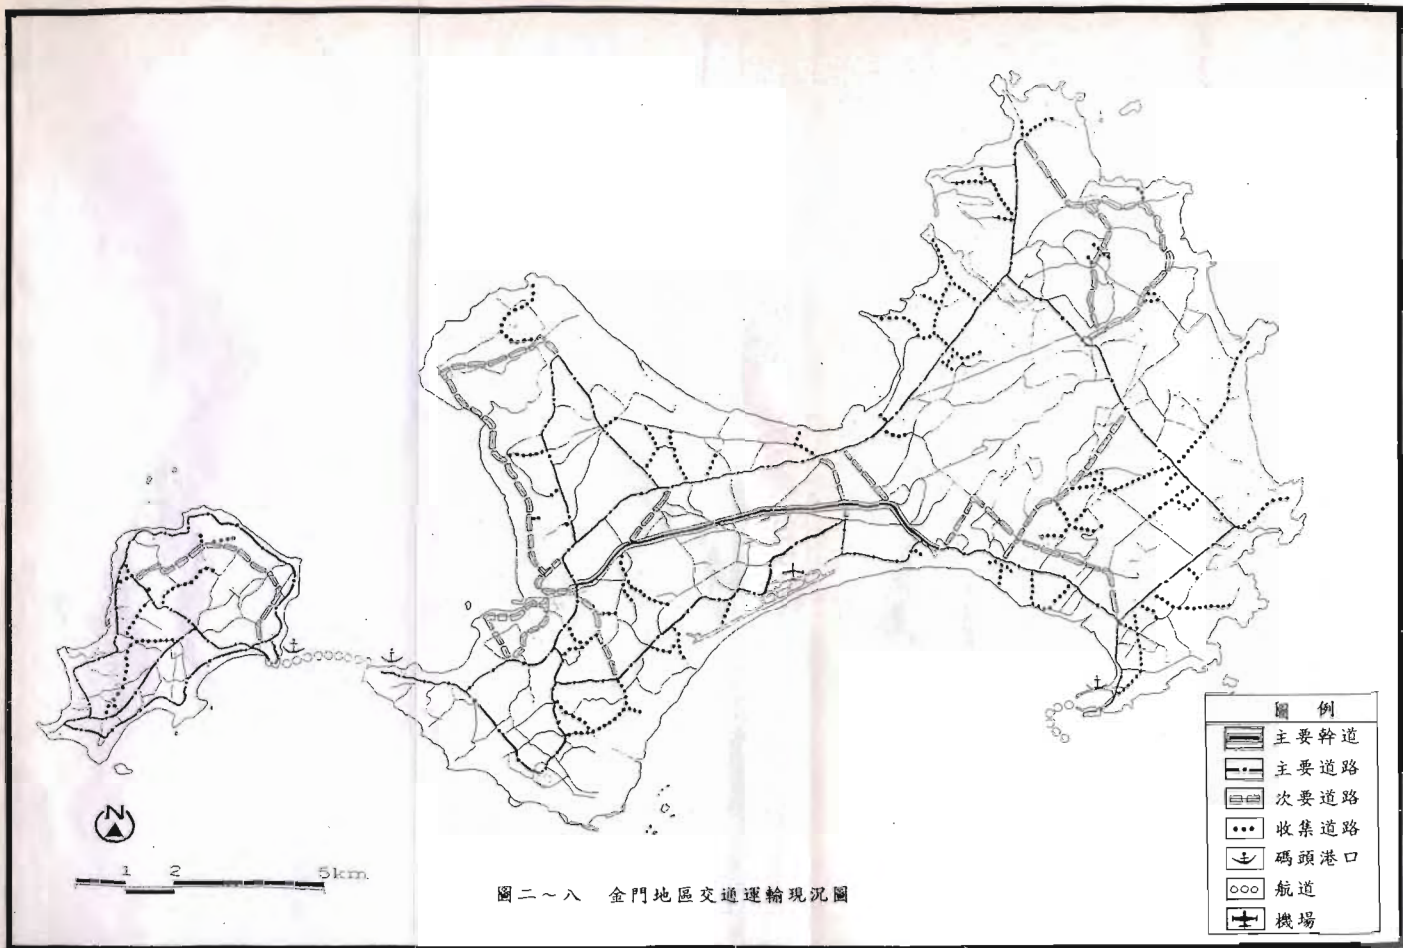 圖例
主要幹道
主要道路
次要道路
收集道路
碼頭港口
航道
機場
N
1 2 5km
圖二～八 金門地區交通運輸現況圖